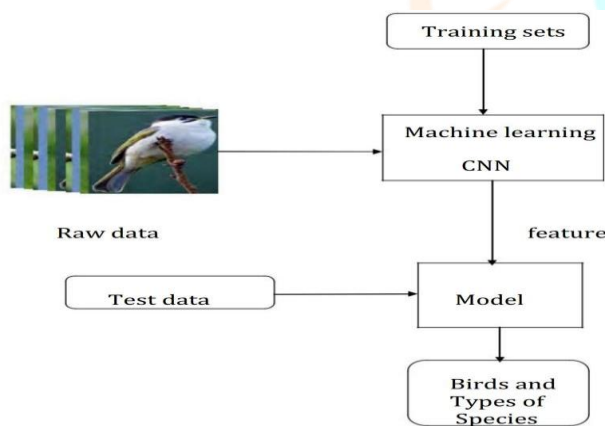 Training sets
Machine learning
CNN
Raw data
feature
Test data
Model
Birds and
Types of
Species